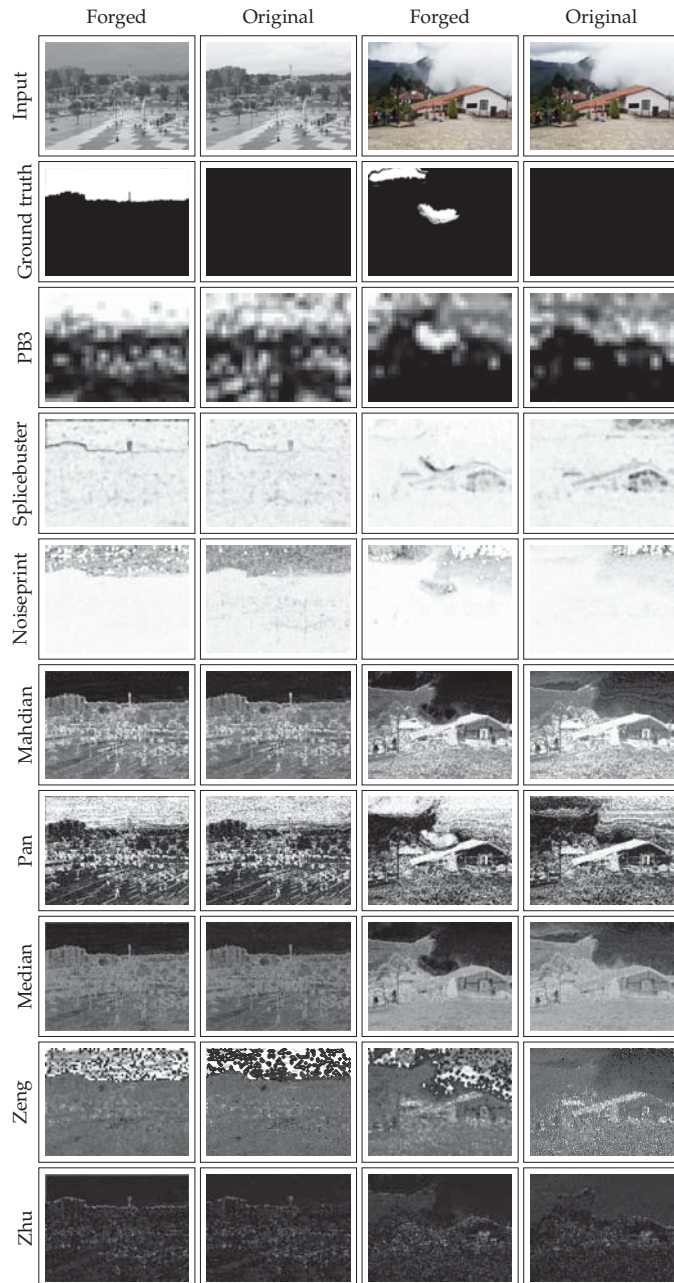 Forged Original Forged Original
Input
Ground truth
PB3
Splicebuster
Noiseprint
Mahdian
Pan
Median
Zeng
Zhu